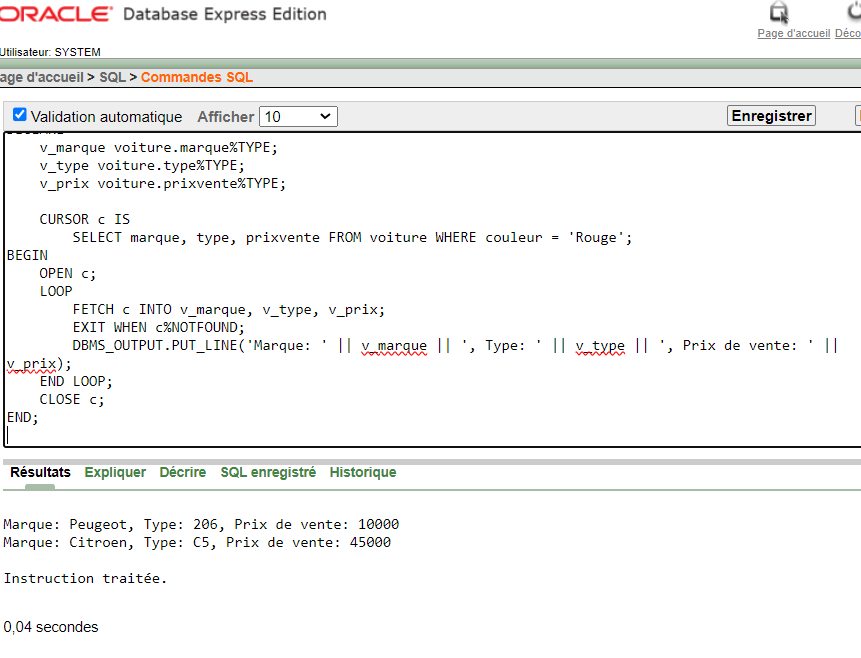 ORACLE® Database Express Edition
Page d'accueil
Utilisateur: SYSTEM
age d'accueil > SQL > Commandes SQL
Validation automatique Afficher 10 Enregistrer
    v_marque voiture.marque%TYPE;
    v_type voiture.type%TYPE;
    v_prix voiture.prixvente%TYPE;
    CURSOR c IS
        SELECT marque, type, prixvente FROM voiture WHERE couleur = 'Rouge';
BEGIN
    OPEN c;
    LOOP
        FETCH c INTO v_marque, v_type, v_prix;
        EXIT WHEN c%NOTFOUND;
        DBMS_OUTPUT.PUT_LINE('Marque: ' || v_marque || ', Type: ' || v_type || ', Prix de vente: ' ||
v_prix);
    END LOOP;
    CLOSE c;
END;
Résultats Expliquer Décrire SQL enregistré Historique
Marque: Peugeot, Type: 206, Prix de vente: 10000
Marque: Citroen, Type: C5, Prix de vente: 45000
Instruction traitée.
0,04 secondes